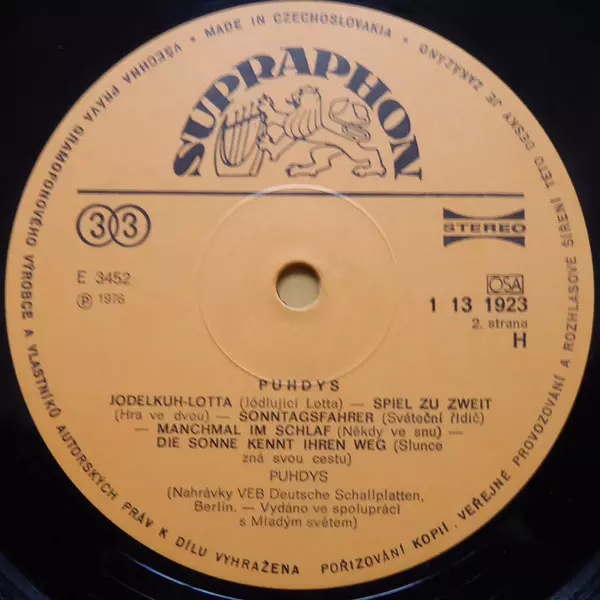 VŠECHNA PRÁVA GRAMOFONOVÉHO VÝROBCE A VLASTNÍKŮ AUTORSKÝCH PRÁV K DÍLU VYHRAŽENA
MADE IN CZECHOSLOVAKIA
POŘIZOVÁNÍ KOPIÍ, VEŘEJNÉ PROVOZOVÁNÍ A ROZHLASOVÉ ŠÍŘENÍ TÉTO DESKY JE ZAKÁZÁNO
SUPRAPHON
33
STEREO
E 3452
Ⓟ 1976
OSA
1 13 1923
2. strana
H
PUHDYS
JODELKUH-LOTTA (Jódlující Lotta) — SPIEL ZU ZWEIT
(Hra ve dvou) — SONNTAGSFAHRER (Sváteční řídič)
— MANCHMAL IM SCHLAF (Někdy ve snu) —
DIE SONNE KENNT IHREN WEG (Slunce
zná svou cestu)
PUHDYS
(Nahrávky VEB Deutsche Schallplatten,
Berlin. — Vydáno ve spolupráci
s Mladým světem)